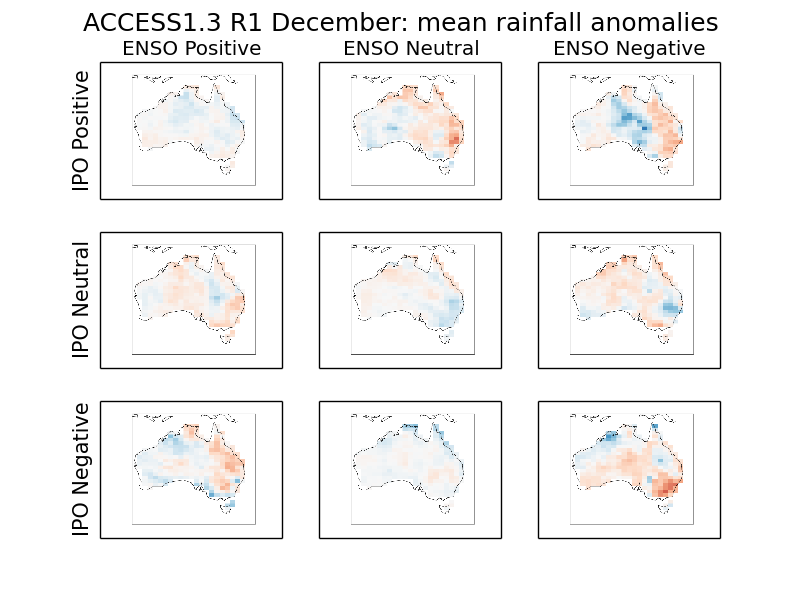 ACCESS1.3 R1 December: mean rainfall anomalies
ENSO Positive
ENSO Neutral
ENSO Negative
IPO Positive
IPO Neutral
IPO Negative